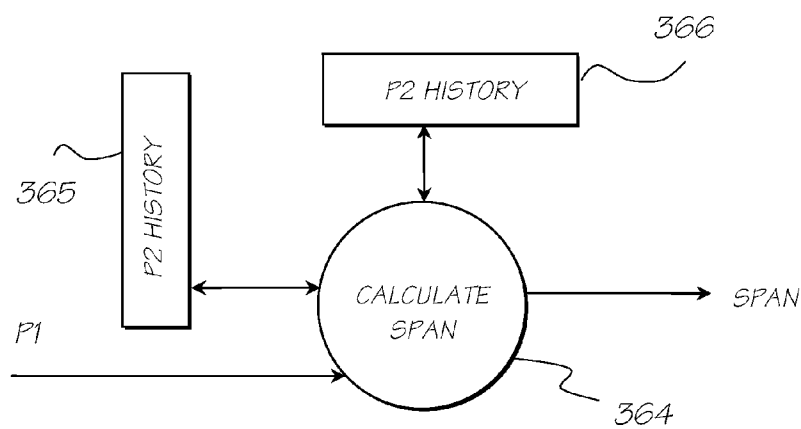 366
P2 HISTORY
365
P2 HISTORY
CALCULATE
SPAN
SPAN
P1
364